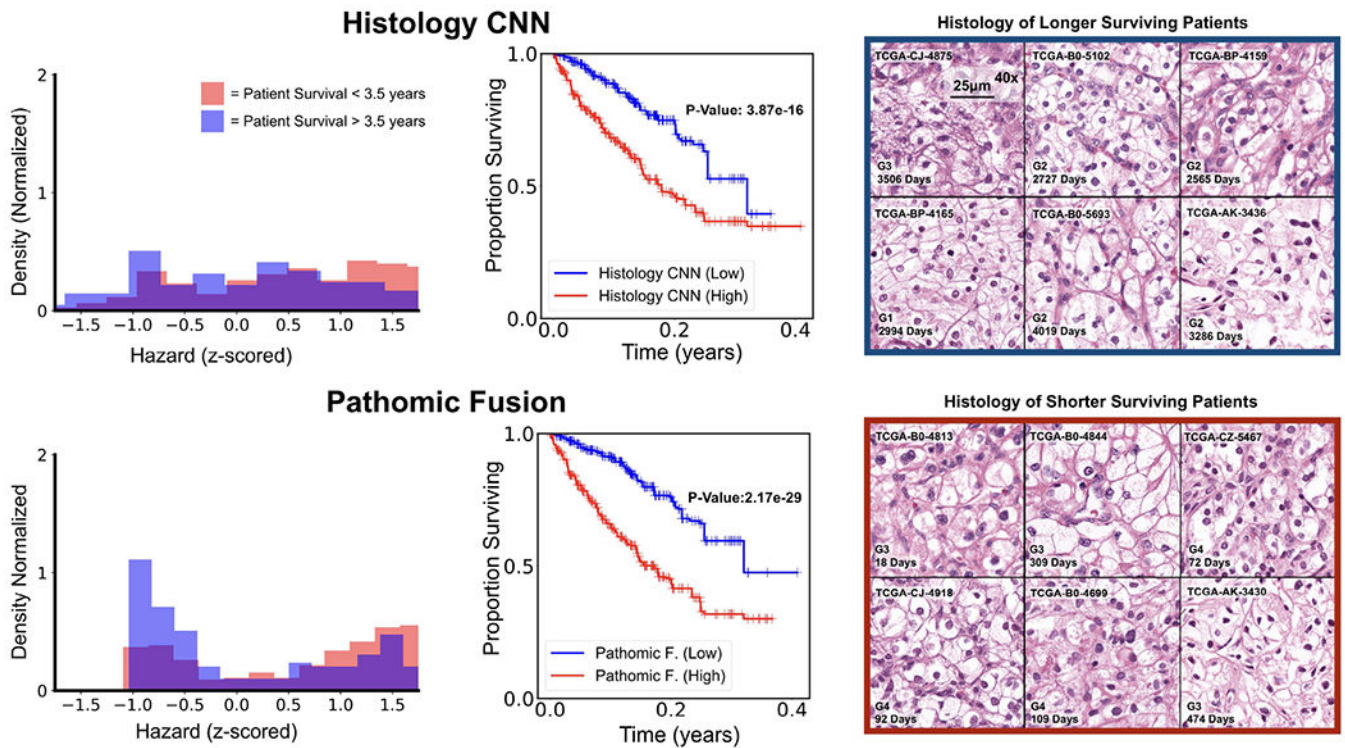 Histology CNN
Density (Normalized)
2
1
0
= Patient Survival < 3.5 years
= Patient Survival > 3.5 years
−1.5 −1.0 −0.5 0.0 0.5 1.0 1.5
Hazard (z-scored)
Proportion Surviving
1.0
0.5
0.0
P-Value: 3.87e-16
Histology CNN (Low)
Histology CNN (High)
0.0 0.2 0.4
Time (years)
Histology of Longer Surviving Patients
TCGA-CJ-4875
25µm 40x
G3
3506 Days
TCGA-B0-5102
G2
2727 Days
TCGA-BP-4159
G2
2565 Days
TCGA-BP-4165
G1
2994 Days
TCGA-B0-5693
G2
4019 Days
TCGA-AK-3436
G2
3286 Days
Pathomic Fusion
Density Normalized
2
1
0
−1.5 −1.0 −0.5 0.0 0.5 1.0 1.5
Hazard (z-scored)
Proportion Surviving
1.0
0.5
0.0
P-Value:2.17e-29
Pathomic F. (Low)
Pathomic F. (High)
0.0 0.2 0.4
Time (years)
Histology of Shorter Surviving Patients
TCGA-B0-4813
G3
18 Days
TCGA-B0-4844
G3
309 Days
TCGA-CZ-5467
G4
72 Days
TCGA-CJ-4918
G4
92 Days
TCGA-B0-4699
G4
109 Days
TCGA-AK-3430
G3
474 Days